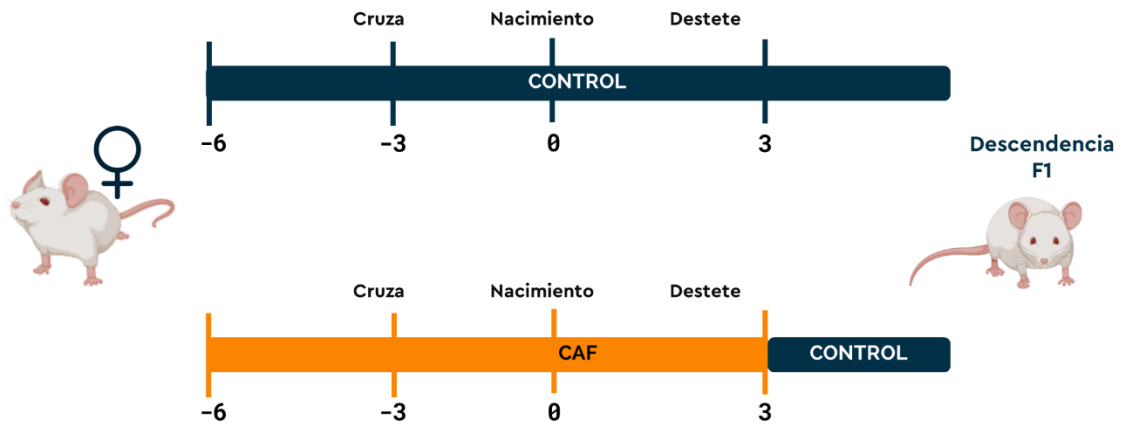 Cruza Nacimiento Destete
CONTROL
-6 -3 0 3
Descendencia
F1
Cruza Nacimiento Destete
CAF CONTROL
-6 -3 0 3